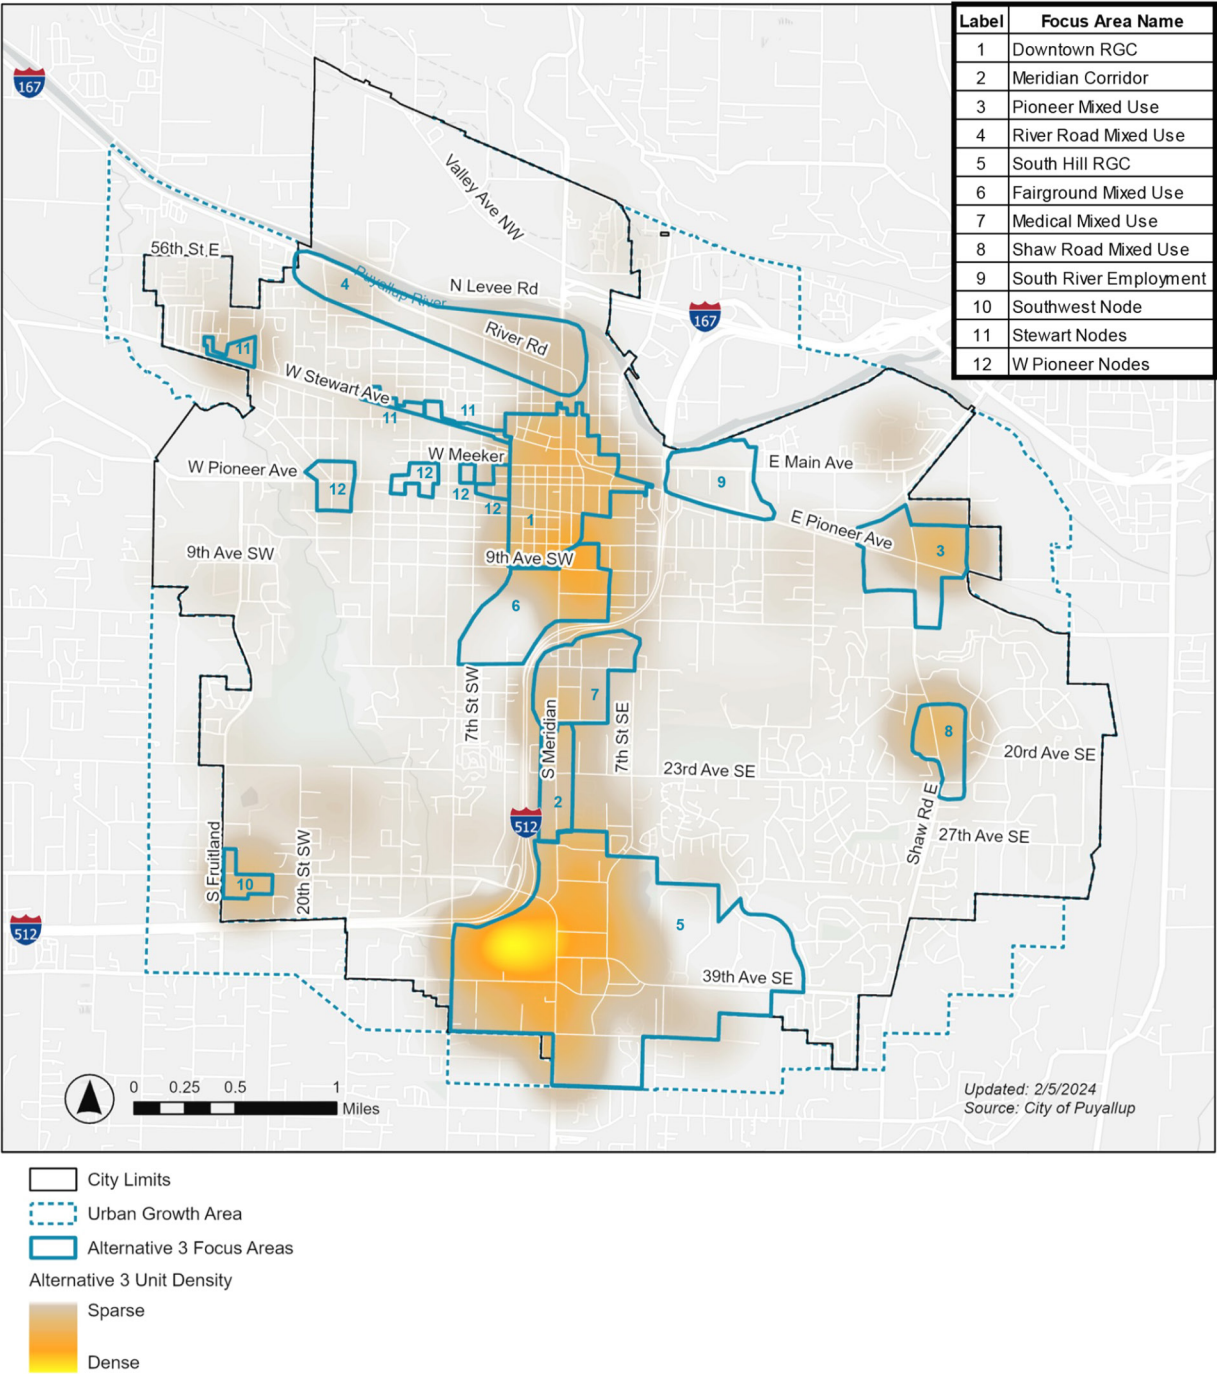 Label Focus Area Name
1 Downtown RGC
2 Meridian Corridor
3 Pioneer Mixed Use
4 River Road Mixed Use
5 South Hill RGC
6 Fairground Mixed Use
7 Medical Mixed Use
8 Shaw Road Mixed Use
9 South River Employment
10 Southwest Node
11 Stewart Nodes
12 W Pioneer Nodes
167
Valley Ave NW
56th St E
Puyallup River
4
N Levee Rd
167
River Rd
11
W Stewart Ave
11
11
W Meeker
E Main Ave
W Pioneer Ave
12
12
12
12
9
1
E Pioneer Ave
9th Ave SW
9th Ave SW
3
6
7th St SW
7
S Meridian
7th St SE
8
20rd Ave SE
23rd Ave SE
2
512
Shaw Rd E
27th Ave SE
S Fruitland
10
20th St SW
5
512
39th Ave SE
0 0.25 0.5 1
Miles
Updated: 2/5/2024
Source: City of Puyallup
City Limits
Urban Growth Area
Alternative 3 Focus Areas
Alternative 3 Unit Density
Sparse
Dense